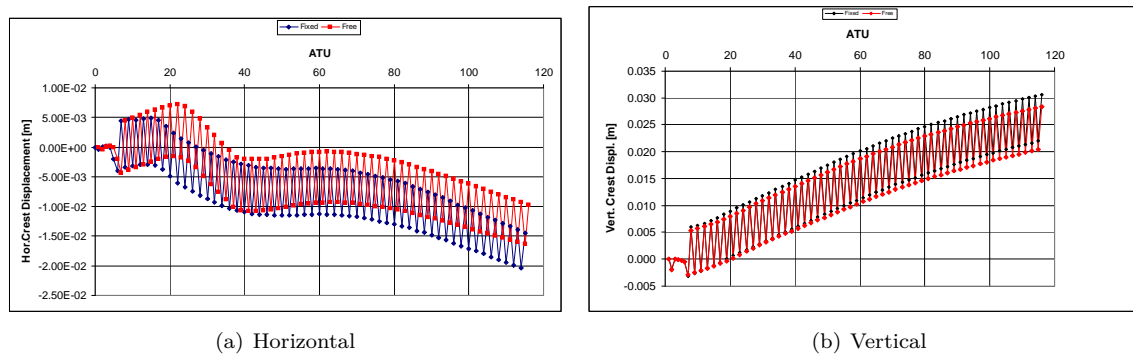 Fixed Free
ATU
0 20 40 60 80 100 120
1.00E-02
5.00E-03
0.00E+00
-5.00E-03
-1.00E-02
-1.50E-02
-2.00E-02
-2.50E-02
Hor.Crest Displacement [m]
(a) Horizontal
Fixed Free
ATU
0 20 40 60 80 100 120
0.035
0.030
0.025
0.020
0.015
0.010
0.005
0.000
-0.005
Vert. Crest Displ. [m]
(b) Vertical